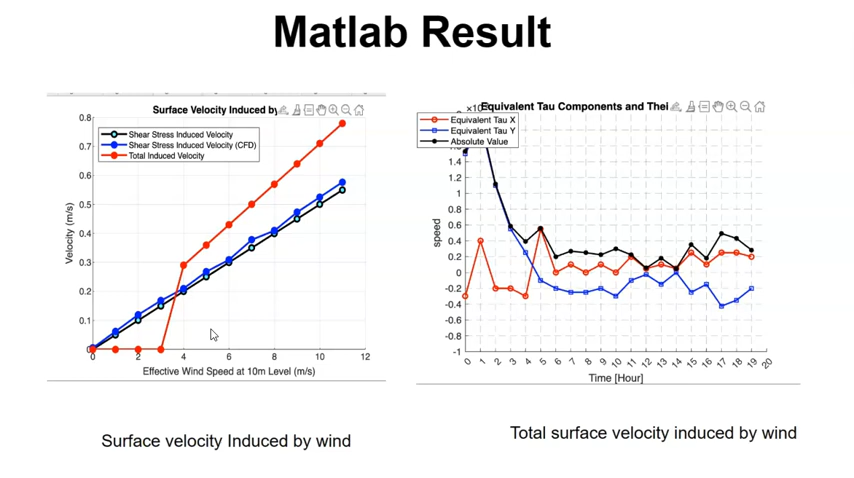 Matlab Result
Surface Velocity Induced by
Shear Stress Induced Velocity
Shear Stress Induced Velocity (CFD)
Total Induced Velocity
0.8
0.7
0.6
0.5
0.4
0.3
0.2
0.1
0
0 2 4 6 8 10 12
Velocity (m/s)
Effective Wind Speed at 10m Level (m/s)
Surface velocity Induced by wind
Equivalent Tau Components and Thei
Equivalent Tau X
Equivalent Tau Y
Absolute Value
1.4
1.2
1
0.8
0.6
0.4
0.2
0
-0.2
-0.4
-0.6
-0.8
-1
0 1 2 3 4 5 6 7 8 9 10 11 12 13 14 15 16 17 18 19 20
speed
Time [Hour]
Total surface velocity induced by wind